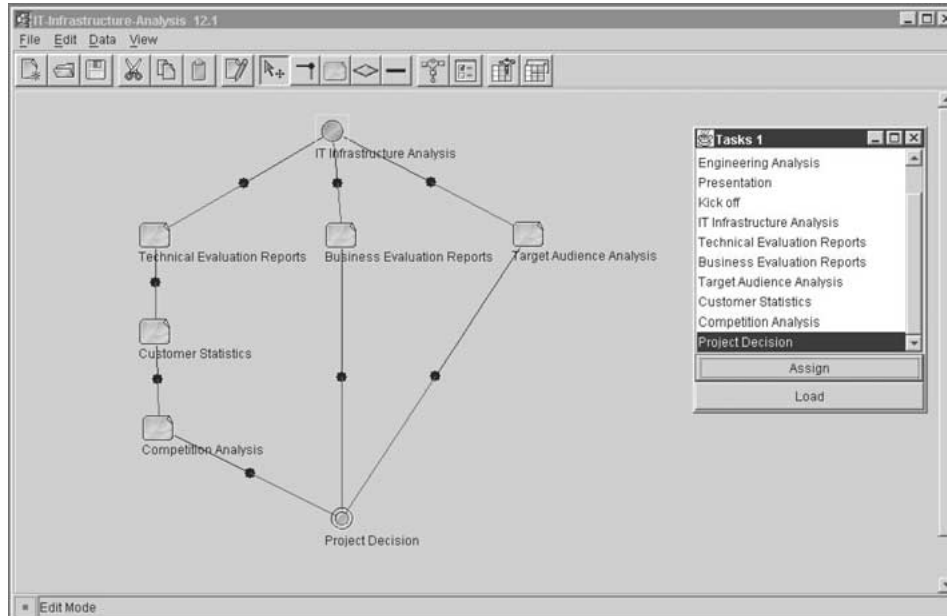 IT-Infrastructure-Analysis 12.1
File Edit Data View
IT Infrastructure Analysis
Technical Evaluation Reports
Business Evaluation Reports
Target Audience Analysis
Customer Statistics
Competition Analysis
Project Decision
Tasks 1
Engineering Analysis
Presentation
Kick off
IT Infrastructure Analysis
Technical Evaluation Reports
Business Evaluation Reports
Target Audience Analysis
Customer Statistics
Competition Analysis
Project Decision
Assign
Load
Edit Mode